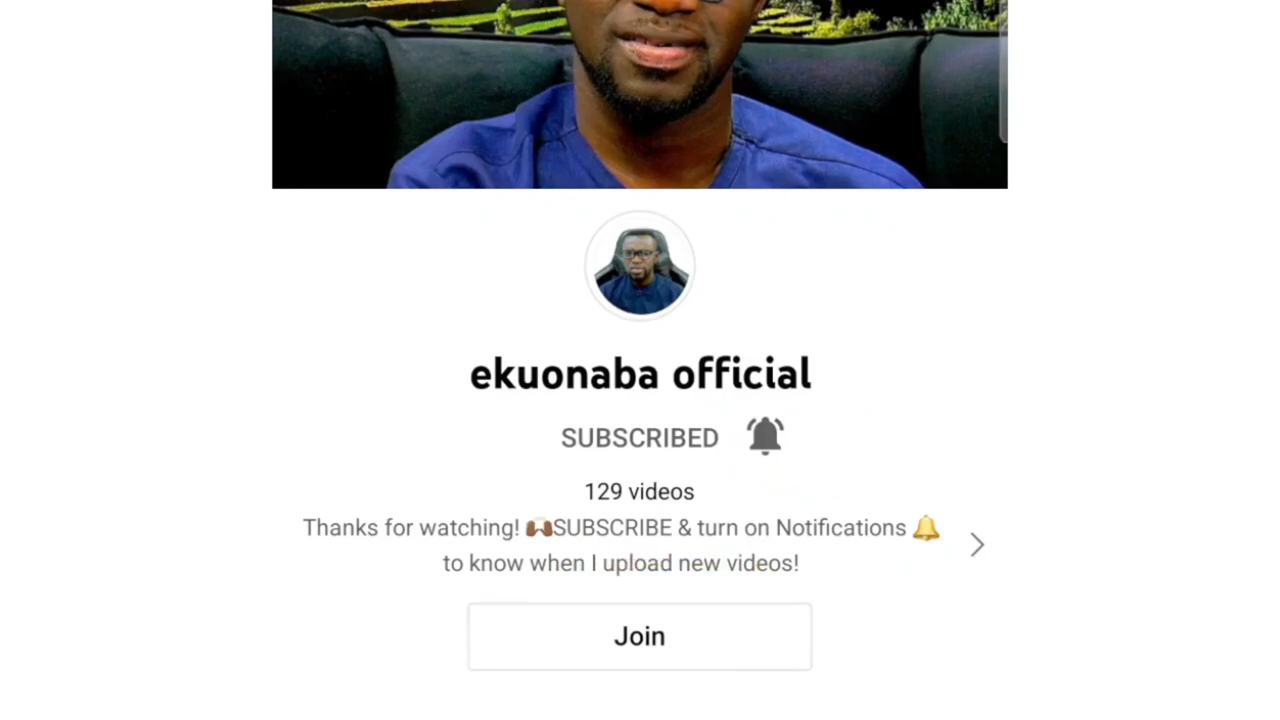 ekuonaba official
SUBSCRIBED
129 videos
Thanks for watching! 🙌🏾SUBSCRIBE & turn on Notifications 🔔
to know when I upload new videos!
Join